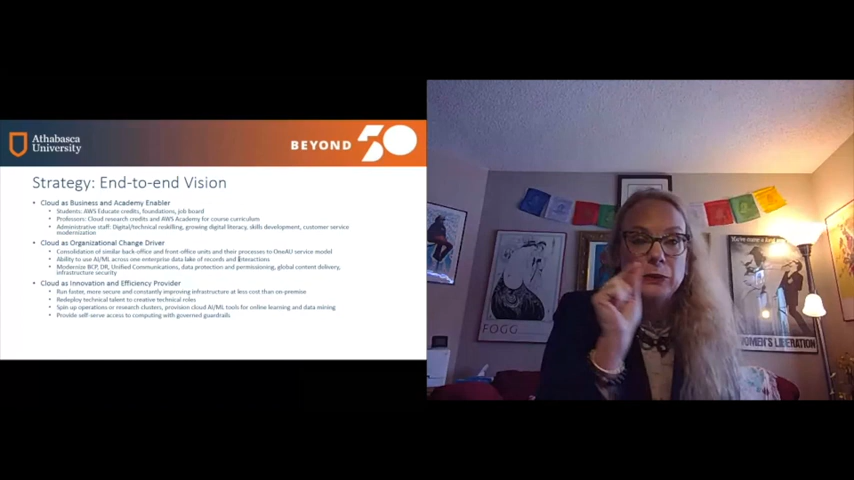 Athabasca
University
BEYOND 50
Strategy: End-to-end Vision
• Cloud as Business and Academy Enabler
• Students: AWS Educate credits, foundations, job board
• Professors: Cloud research credits and AWS Academy for course curriculum
• Administrative staff: Digital/technical reskilling, growing digital literacy, skills development, customer service
modernization
• Cloud as Organizational Change Driver
• Consolidation of similar back-office and front-office units and their processes to OneAU service model
• Ability to use AI/ML across one enterprise data lake of records and interactions
• Modernize BCP, DR, Unified Communications, data protection and permissioning, global content delivery,
infrastructure security
• Cloud as Innovation and Efficiency Provider
• Run faster, more secure and constantly improving infrastructure at less cost than on-premise
• Redeploy technical talent to creative technical roles
• Spin up operations or research clusters, provision cloud AI/ML tools for online learning and data mining
• Provide self-serve access to computing with governed guardrails
FOGG
WOMEN'S LIBERATION